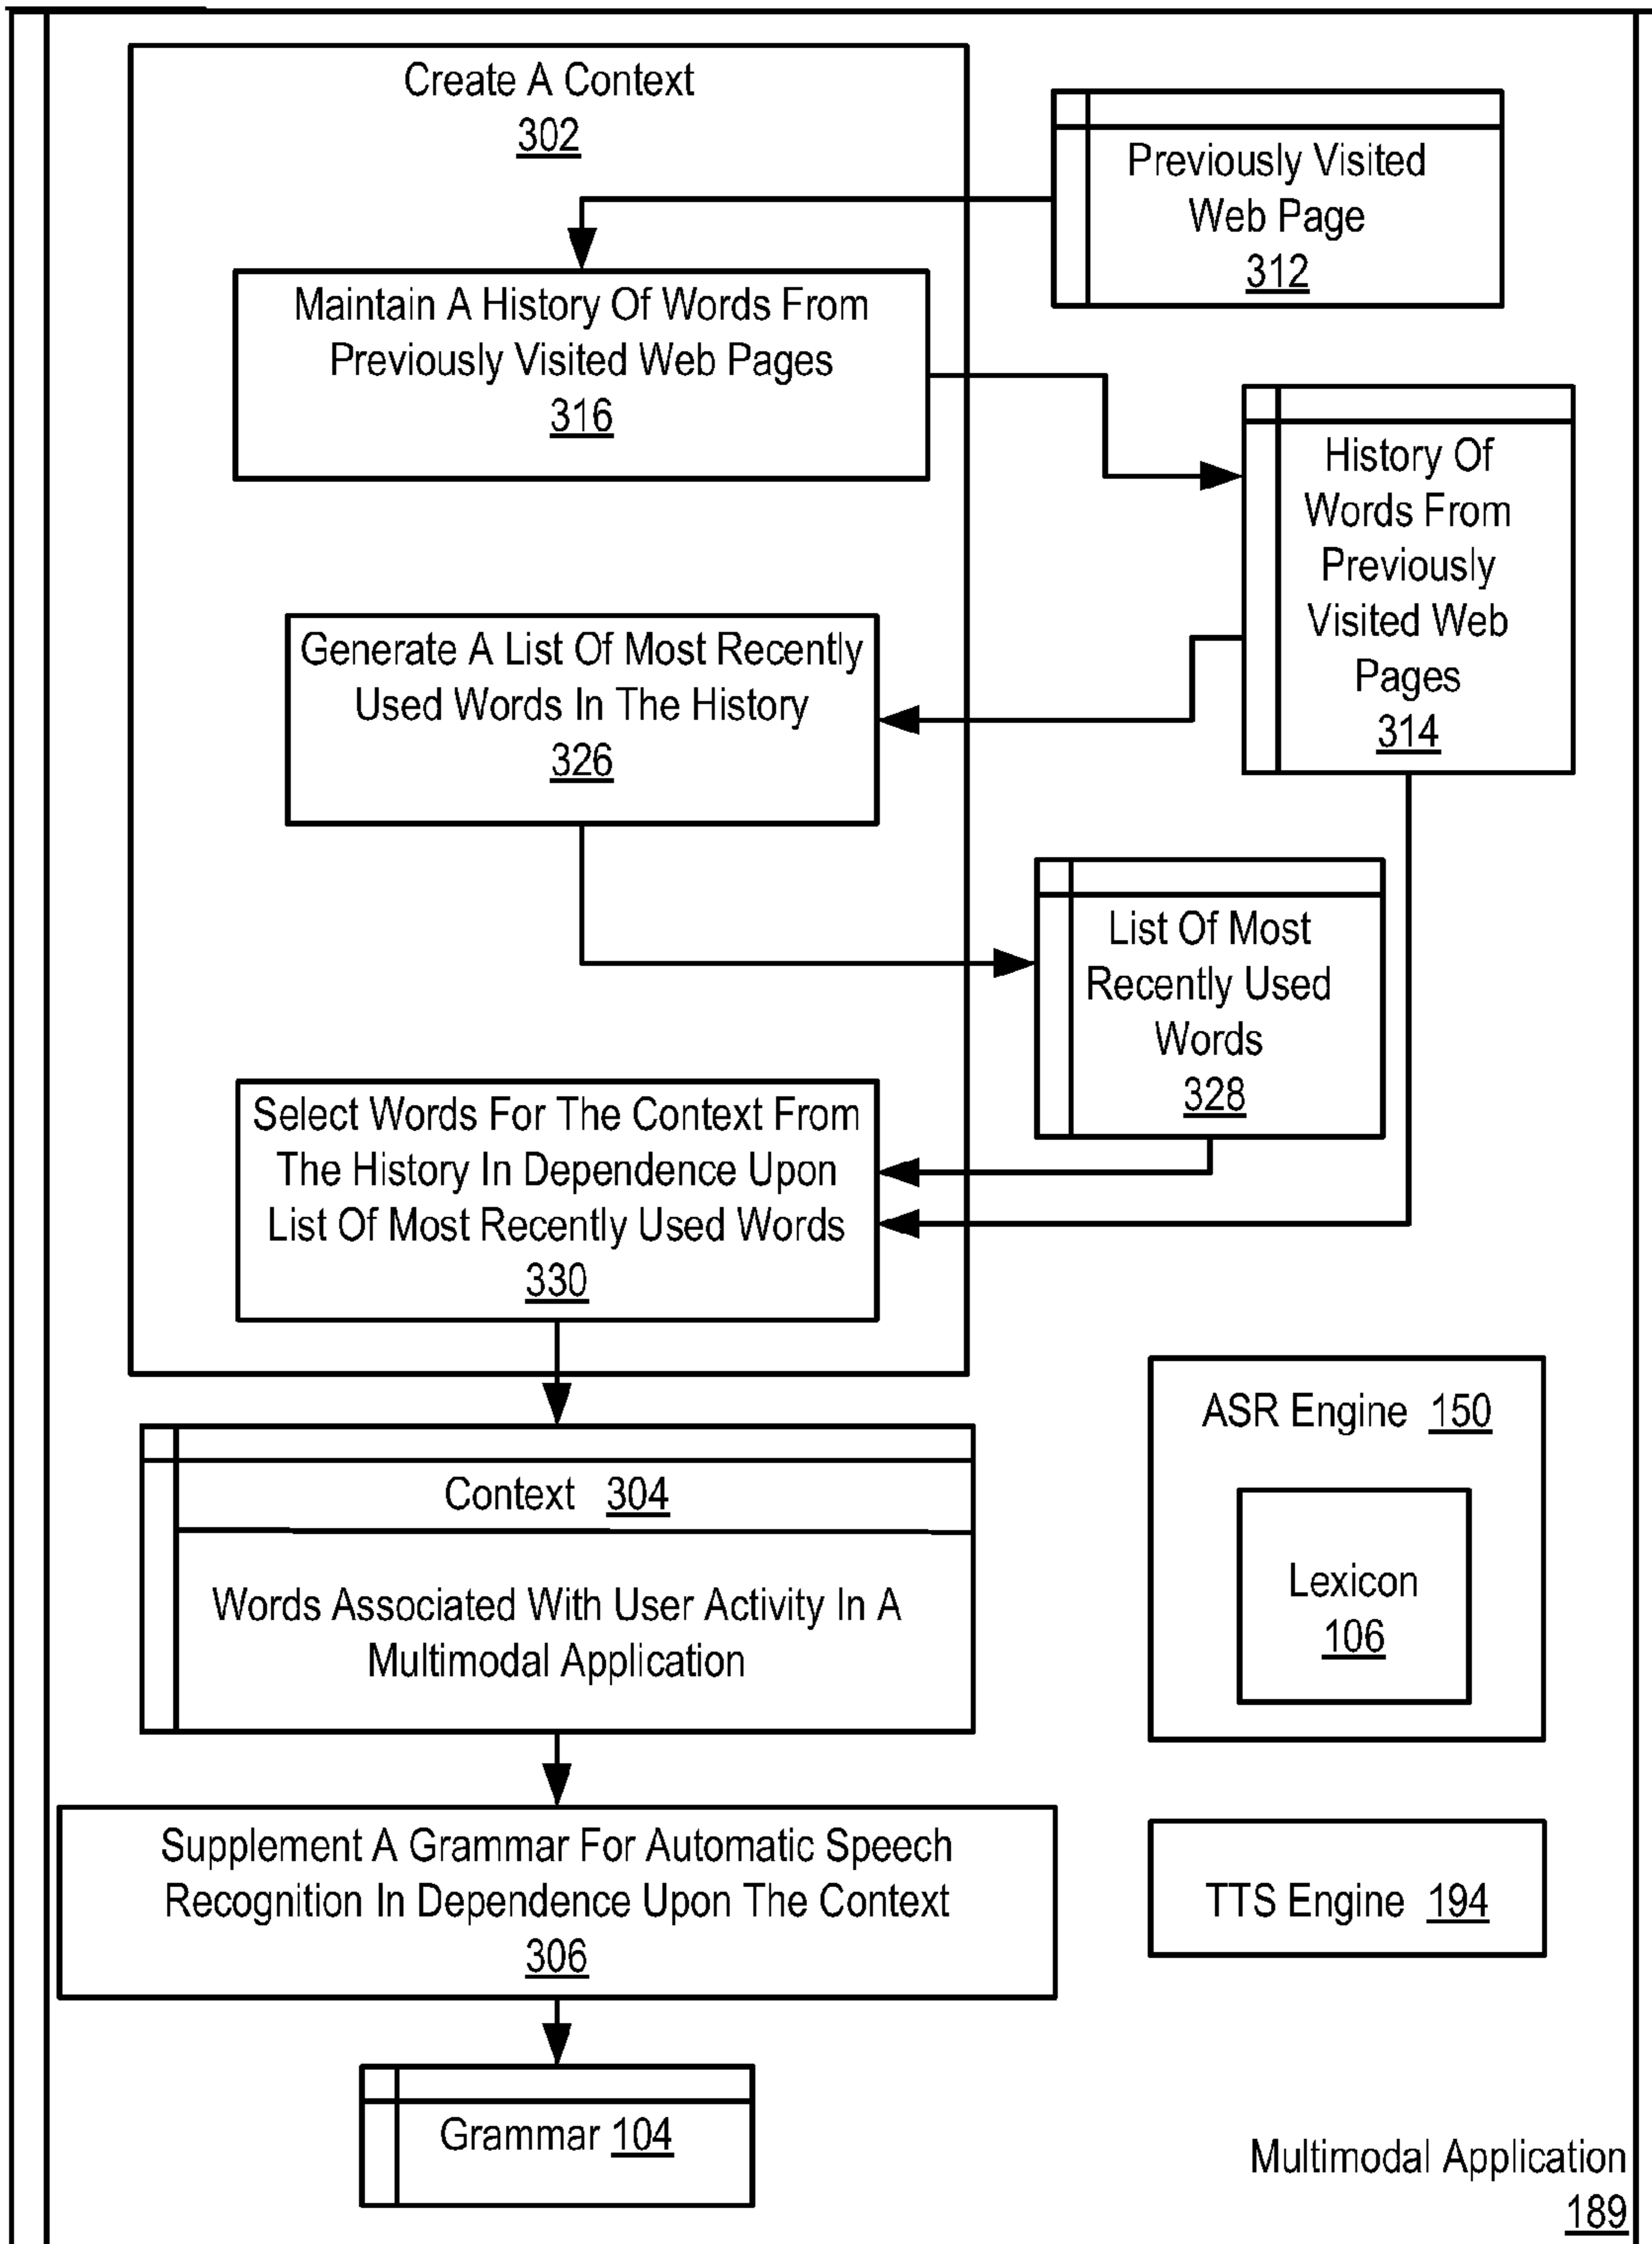 Create A Context
302
Previously Visited
Web Page
312
Maintain A History Of Words From
Previously Visited Web Pages
316
History Of
Words From
Previously
Visited Web
Pages
314
Generate A List Of Most Recently
Used Words In The History
326
List Of Most
Recently Used
Words
328
Select Words For The Context From
The History In Dependence Upon
List Of Most Recently Used Words
330
ASR Engine 150
Lexicon
106
Context 304
Words Associated With User Activity In A
Multimodal Application
Supplement A Grammar For Automatic Speech
Recognition In Dependence Upon The Context
306
TTS Engine 194
Grammar 104
Multimodal Application
189